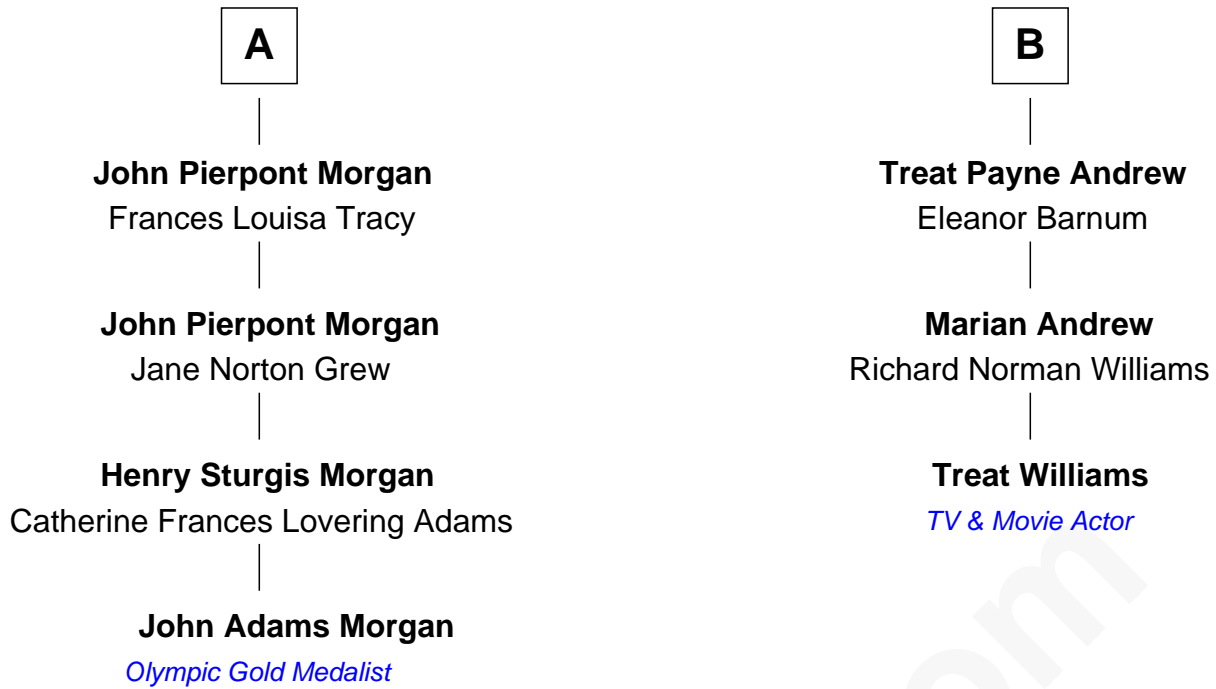 A
John Pierpont Morgan
Frances Louisa Tracy
John Pierpont Morgan
Jane Norton Grew
Henry Sturgis Morgan
Catherine Frances Lovering Adams
John Adams Morgan
Olympic Gold Medalist
B
Treat Payne Andrew
Eleanor Barnum
Marian Andrew
Richard Norman Williams
Treat Williams
TV & Movie Actor
om